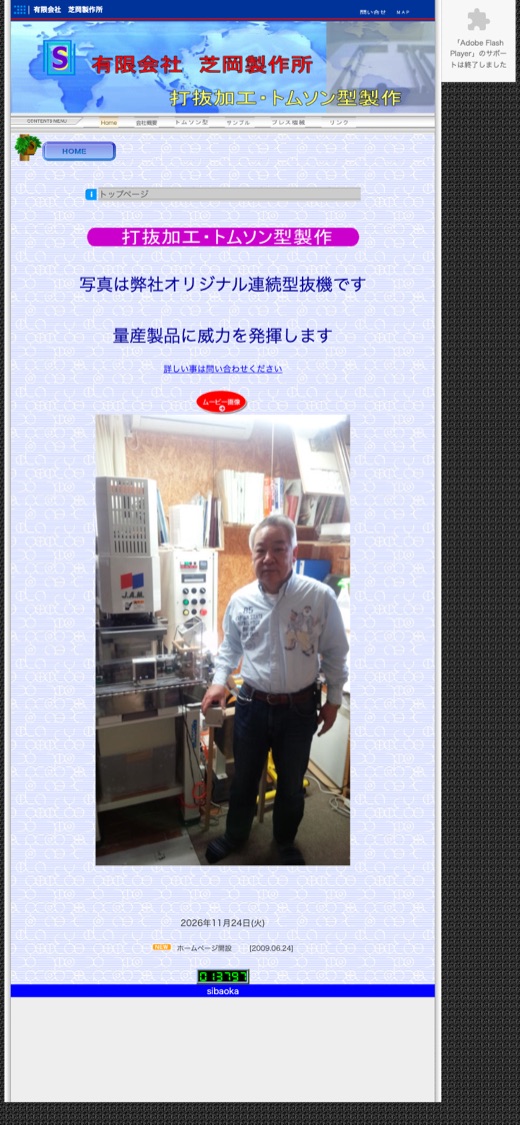 有限会社 芝岡製作所
問い合せ MAP
「Adobe Flash
Player」のサポー
トは終了しました
S 有限会社 芝岡製作所
打抜加工・トムソン型製作
CENTENTS MENU Home 会社概要 トムソン型 サンプル プレス機械 リンク
HOME
トップページ
打抜加工・トムソン型製作
写真は弊社オリジナル連続型抜機です
量産製品に威力を発揮します
詳しい事は問い合わせください
ムービー画像
J.A.M.
2026年11月24日(火)
NEW ホームページ開設 [2009.06.24]
013797
sibaoka